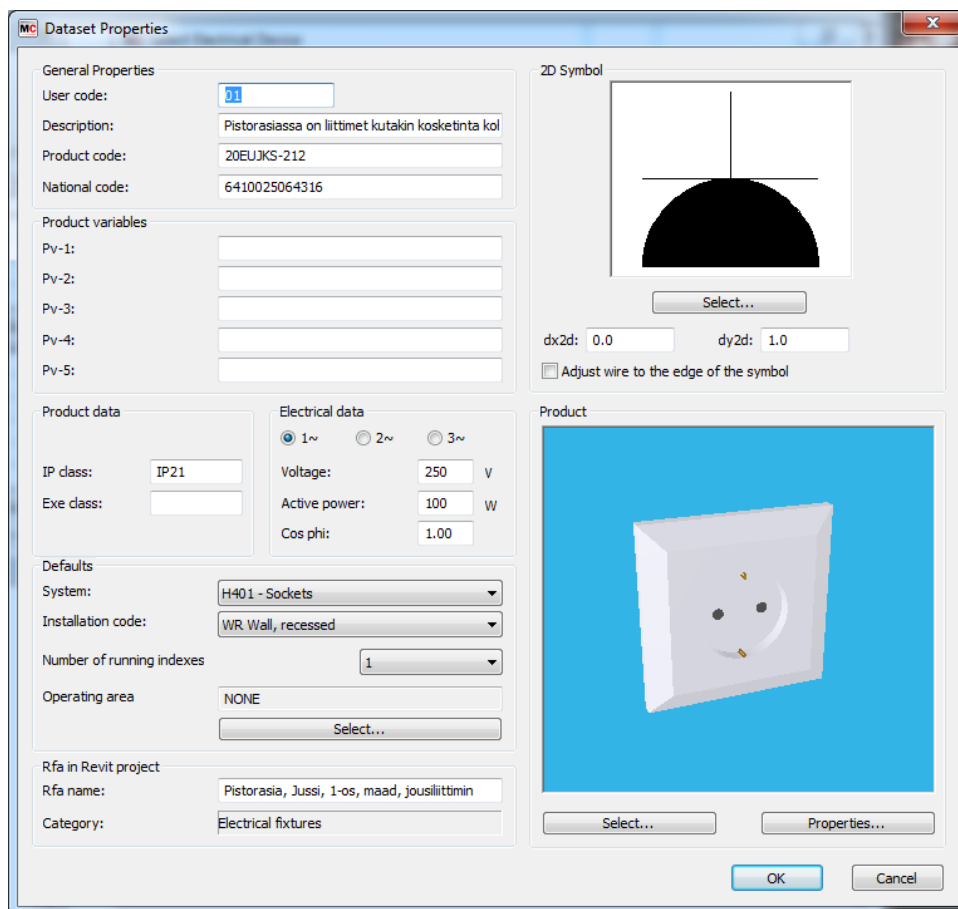 MC Dataset Properties
General Properties
User code: 01
Description: Pistorasiassa on liittimet kutakin kosketinta kol
Product code: 20EUJKS-212
National code: 6410025064316
Product variables
Pv-1:
Pv-2:
Pv-3:
Pv-4:
Pv-5:
2D Symbol
Select...
dx2d: 0.0 dy2d: 1.0
Adjust wire to the edge of the symbol
Product data
IP class: IP21
Exe class:
Electrical data
1~ 2~ 3~
Voltage: 250 V
Active power: 100 W
Cos phi: 1.00
Defaults
System: H401 - Sockets
Installation code: WR Wall, recessed
Number of running indexes 1
Operating area NONE
Select...
Rfa in Revit project
Rfa name: Pistorasia, Jussi, 1-os, maad, jousiliittimin
Category: Electrical fixtures
Product
Select... Properties...
OK Cancel